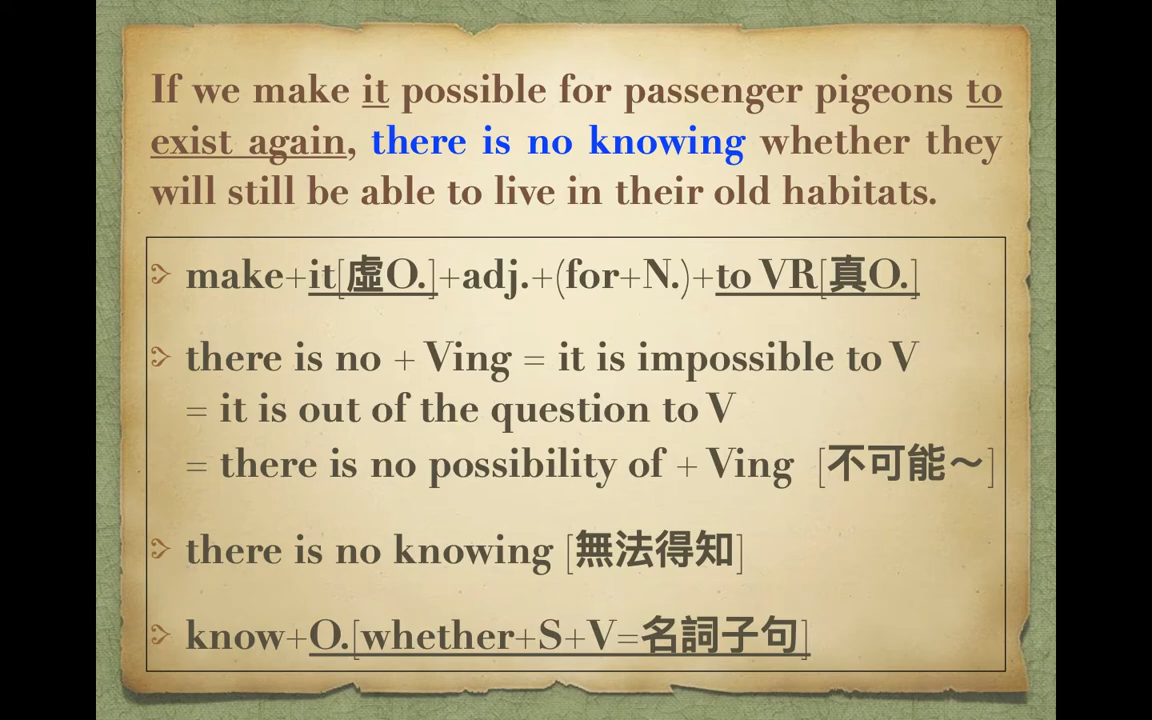 If we make it possible for passenger pigeons to
exist again, there is no knowing whether they
will still be able to live in their old habitats.
make+it[虛O.]+adj.+(for+N.)+to VR[真O.]
there is no + Ving = it is impossible to V
= it is out of the question to V
= there is no possibility of + Ving [不可能～]
there is no knowing [無法得知]
know+O.[whether+S+V=名詞子句]